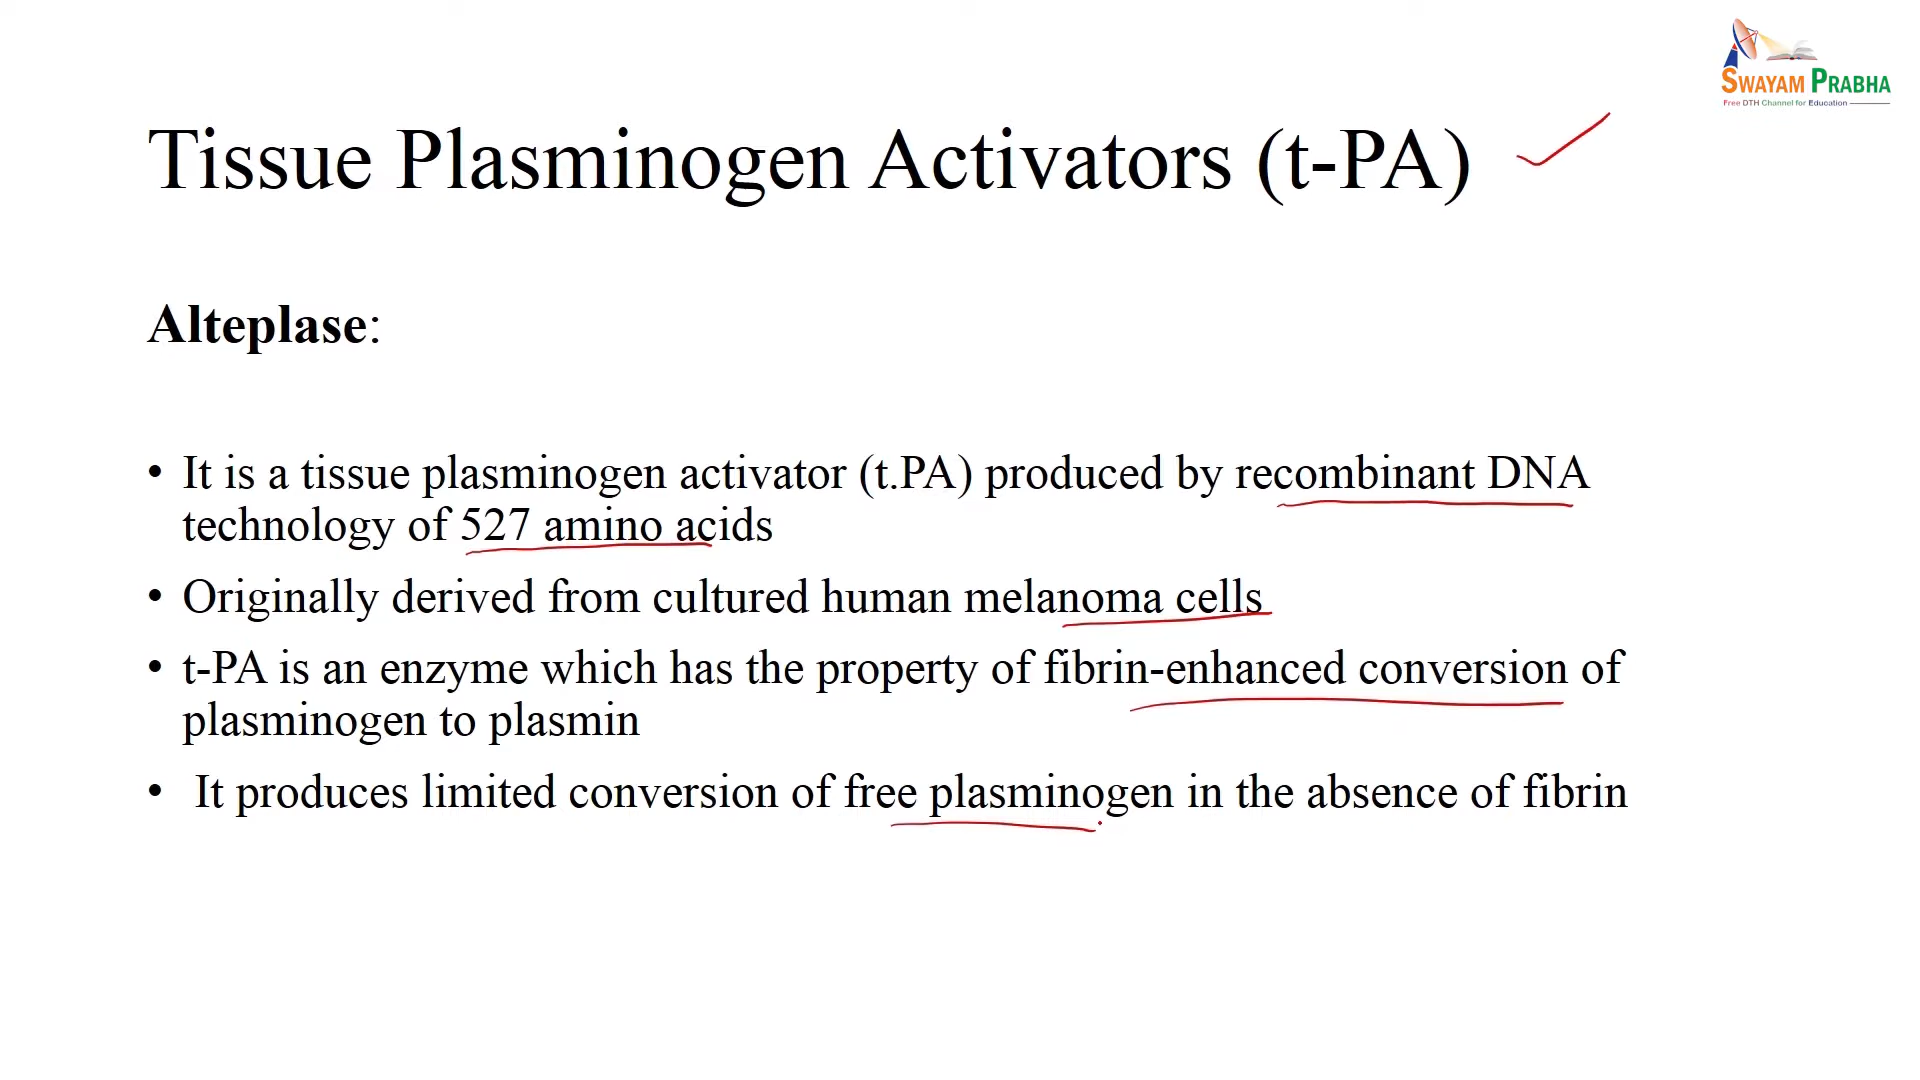 SWAYAM PRABHA
Free DTH Channel for Education
Tissue Plasminogen Activators (t-PA)
Alteplase:
• It is a tissue plasminogen activator (t.PA) produced by recombinant DNA
technology of 527 amino acids
• Originally derived from cultured human melanoma cells
• t-PA is an enzyme which has the property of fibrin-enhanced conversion of
plasminogen to plasmin
• It produces limited conversion of free plasminogen in the absence of fibrin